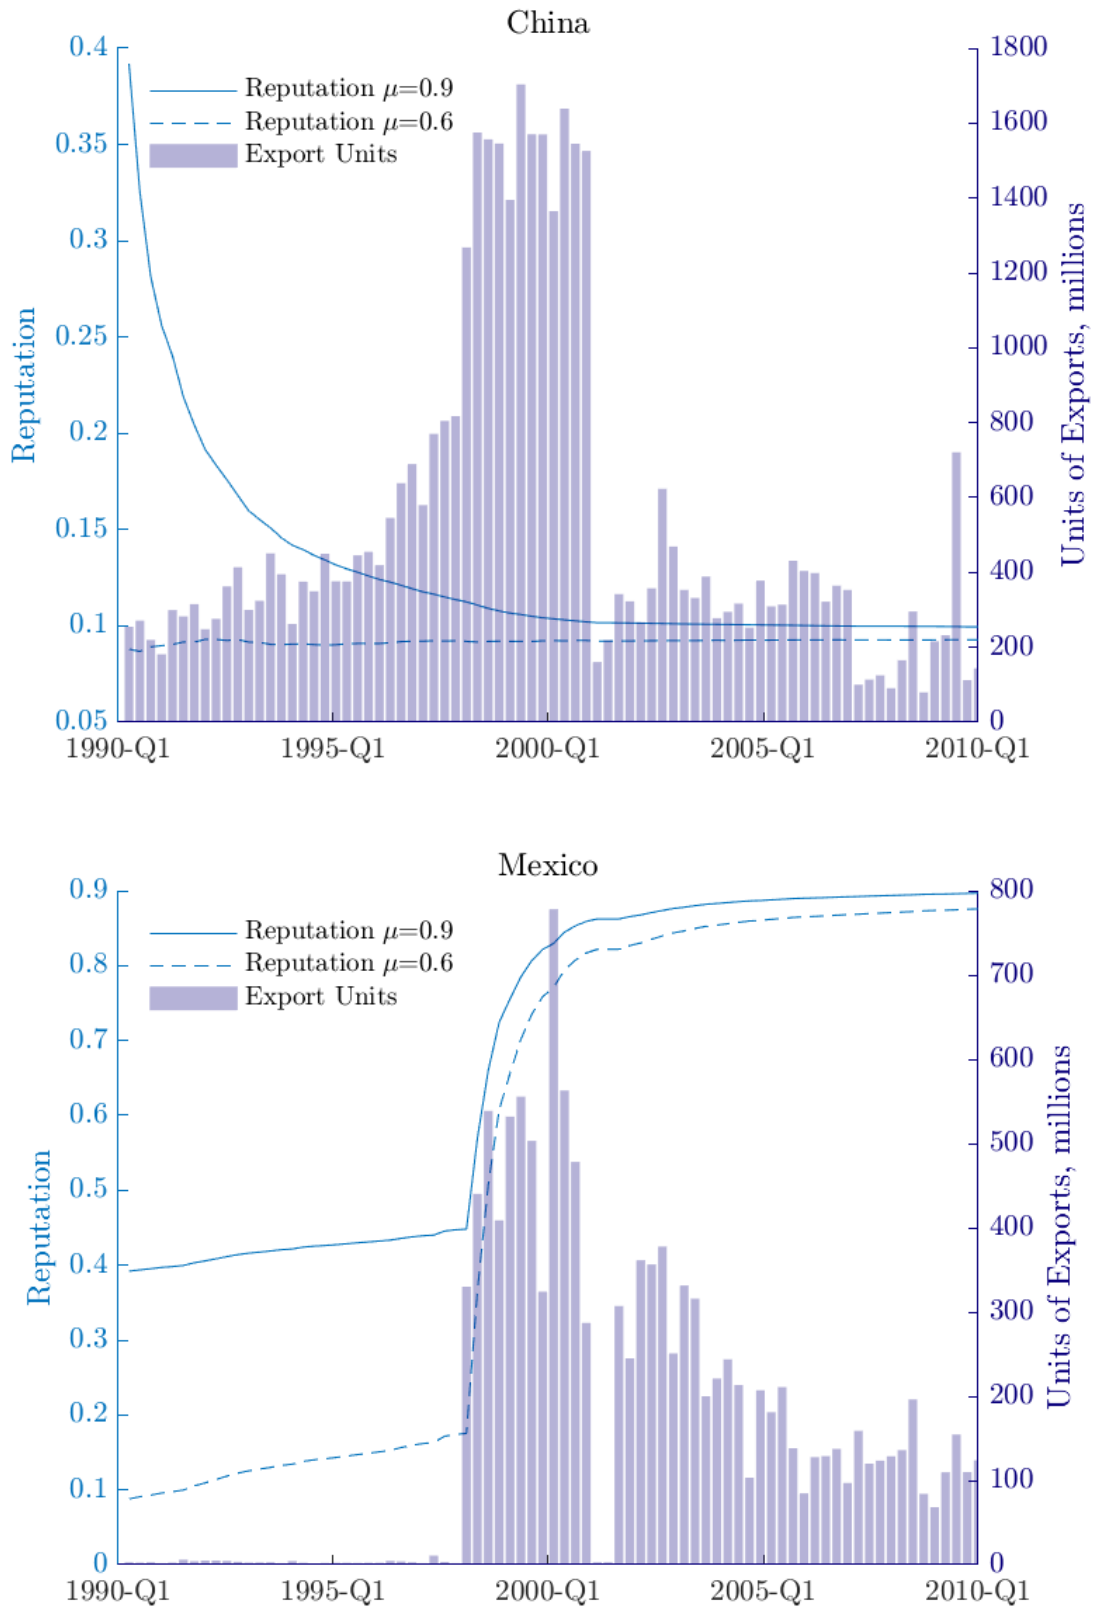 China
0.4
0.35
0.3
0.25
0.2
0.15
0.1
0.05
Reputation
Reputation μ=0.9
Reputation μ=0.6
Export Units
1800
1600
1400
1200
1000
800
600
400
200
0
Units of Exports, millions
1990-Q1 1995-Q1 2000-Q1 2005-Q1 2010-Q1
Mexico
0.9
0.8
0.7
0.6
0.5
0.4
0.3
0.2
0.1
0
Reputation
Reputation μ=0.9
Reputation μ=0.6
Export Units
800
700
600
500
400
300
200
100
0
Units of Exports, millions
1990-Q1 1995-Q1 2000-Q1 2005-Q1 2010-Q1